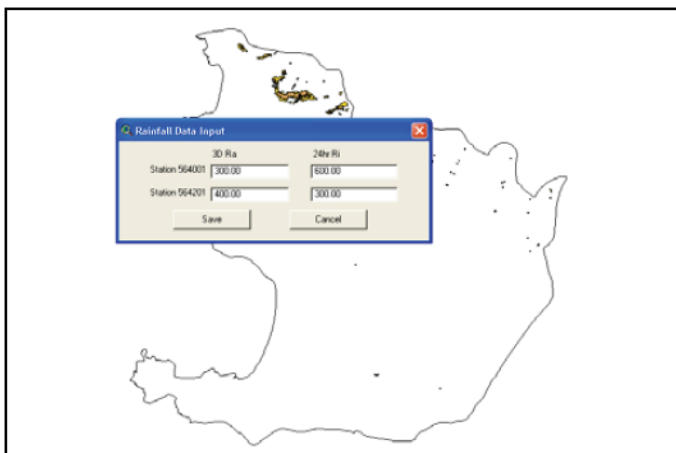 Rainfall Data Input
3D Ra 24hr Ri
Station 564001 300.00 600.00
Station 564201 400.00 300.00
Save Cancel